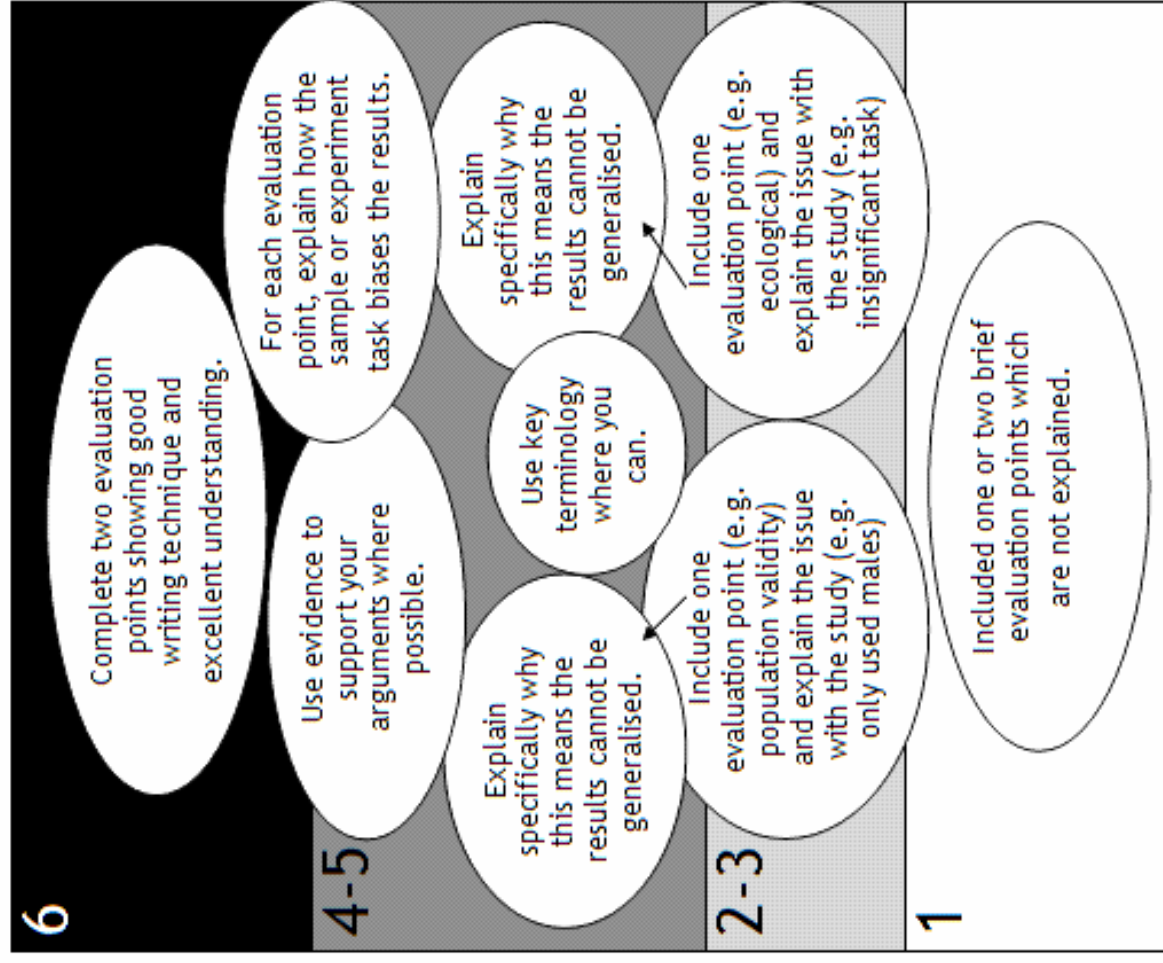 6
Complete two evaluation
points showing good
writing technique and
excellent understanding.
For each evaluation
point, explain how the
sample or experiment
task biases the results.
4-5
Use evidence to
support your
arguments where
possible.
Explain
specifically why
this means the
results cannot be
generalised.
Use key
terminology
where you
can.
Explain
specifically why
this means the
results cannot be
generalised.
2-3
Include one
evaluation point (e.g.
population validity)
and explain the issue
with the study (e.g.
only used males)
Include one
evaluation point (e.g.
ecological) and
explain the issue with
the study (e.g.
insignificant task)
1
Included one or two brief
evaluation points which
are not explained.